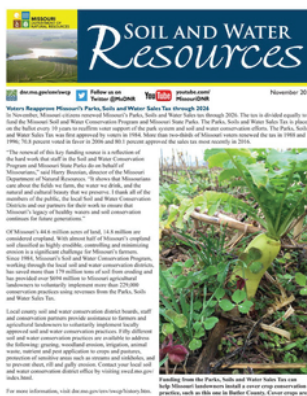 MISSOURI
DEPARTMENT OF
NATURAL RESOURCES
SOIL AND WATER
Resources
dnr.mo.gov/env/swcp
Follow us on
Twitter @MoDNR
YouTube
youtube.com/
MissouriDNR
November 20
Voters Reapprove Missouri's Parks, Soils and Water Sales Tax through 2026
In November, Missouri citizens renewed Missouri's Parks, Soils and Water Sales tax through 2026. The tax is divided equally to
fund the Missouri Soil and Water Conservation Program and Missouri State Parks. The Parks, Soils and Water Sales Tax is place
on the ballot every 10 years to reaffirm voter support of the park system and soil and water conservation efforts. The Parks, Soils
and Water Sales Tax was first approved by voters in 1984. More than two-thirds of Missouri voters renewed the tax in 1988 and
1996; 70.8 percent voted in favor in 2006 and 80.1 percent approved the sales tax most recently in 2016.
"The renewal of this key funding source is a reflection of
the hard work that staff in the Soil and Water Conservation
Program and Missouri State Parks do on behalf of
Missourians," said Harry Bozoian, director of the Missouri
Department of Natural Resources. "It shows that Missourians
care about the fields we farm, the water we drink, and the
natural and cultural beauty that we preserve. I thank all of the
members of the public, the local Soil and Water Conservation
Districts and our partners for their work to ensure that
Missouri's legacy of healthy waters and soil conservation
continues for future generations."
Of Missouri's 44.6 million acres of land, 14.8 million are
considered cropland. With almost half of Missouri's cropland
soil classified as highly erodible, controlling and minimizing
erosion is a significant challenge for Missouri's farmers.
Since 1984, Missouri's Soil and Water Conservation Program,
working through the local soil and water conservation districts,
has saved more than 179 million tons of soil from eroding and
has provided over $694 million to Missouri agricultural
landowners to voluntarily implement more than 229,000
conservation practices using revenues from the Parks, Soils
and Water Sales Tax.
Local county soil and water conservation district boards, staff
and conservation partners provide assistance to farmers and
agricultural landowners to voluntarily implement locally
approved soil and water conservation practices. Fifty different
soil and water conservation practices are available to address
the following: grazing, woodland erosion, irrigation, animal
waste, nutrient and pest application to crops and pastures,
protection of sensitive areas such as streams and sinkholes, and
to prevent sheet, rill and gully erosion. Contact your local soil
and water conservation district office by visiting swcd.mo.gov/
index.html.
For more information, visit dnr.mo.gov/env/swcp/history.htm.
Funding from the Parks, Soils and Water Sales Tax can
help Missouri landowners install a cover crop conservation
practice, such as this one in Butler County. Cover crops are